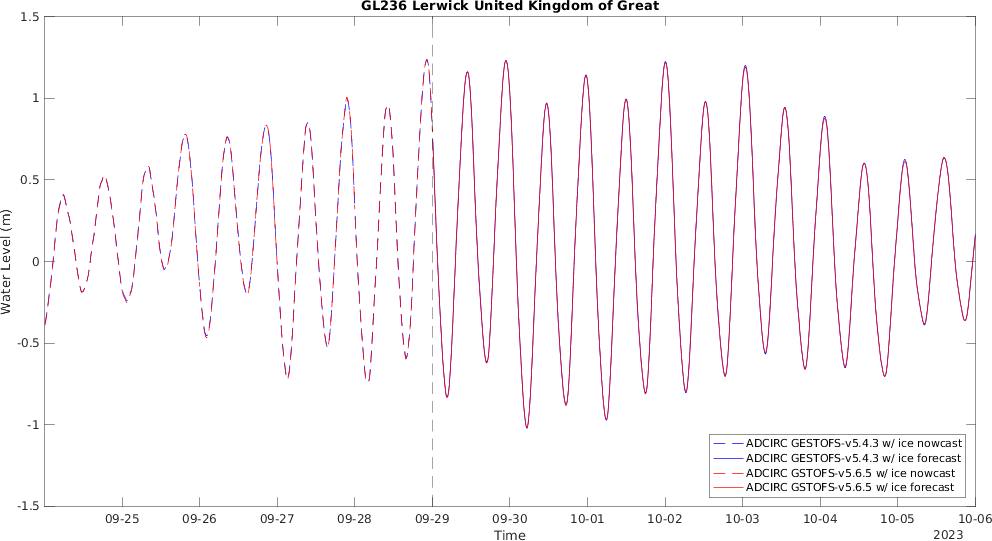 GL236 Lerwick United Kingdom of Great
1.5
1
0.5
0
-0.5
-1
-1.5
Water Level (m)
ADCIRC GESTOFS-v5.4.3 w/ ice nowcast
ADCIRC GESTOFS-v5.4.3 w/ ice forecast
ADCIRC GSTOFS-v5.6.5 w/ ice nowcast
ADCIRC GSTOFS-v5.6.5 w/ ice forecast
09-25 09-26 09-27 09-28 09-29 09-30 10-01 10-02 10-03 10-04 10-05 10-06
Time
2023